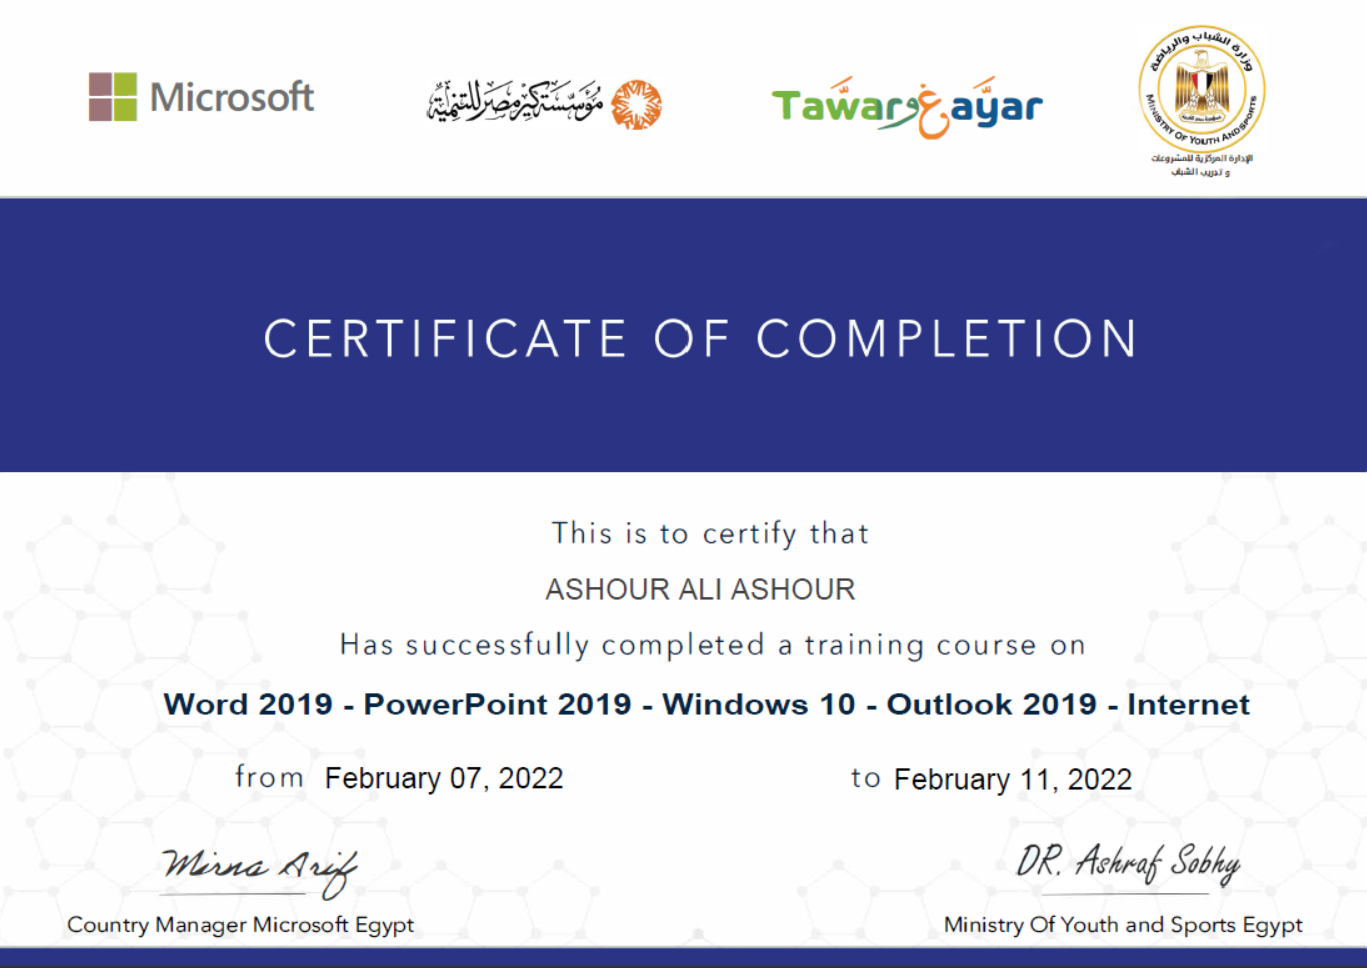 Microsoft
مؤسسة كير مصر للتنمية
Tawar وغ ayar
وزارة الشباب والرياضة
MINISTRY OF YOUTH AND SPORTS
الإدارة المركزية للمشروعات
و تدريب الشباب
CERTIFICATE OF COMPLETION
This is to certify that
ASHOUR ALI ASHOUR
Has successfully completed a training course on
Word 2019 - PowerPoint 2019 - Windows 10 - Outlook 2019 - Internet
from February 07, 2022 to February 11, 2022
Mirna Arif DR. Ashraf Sobhy
Country Manager Microsoft Egypt Ministry Of Youth and Sports Egypt